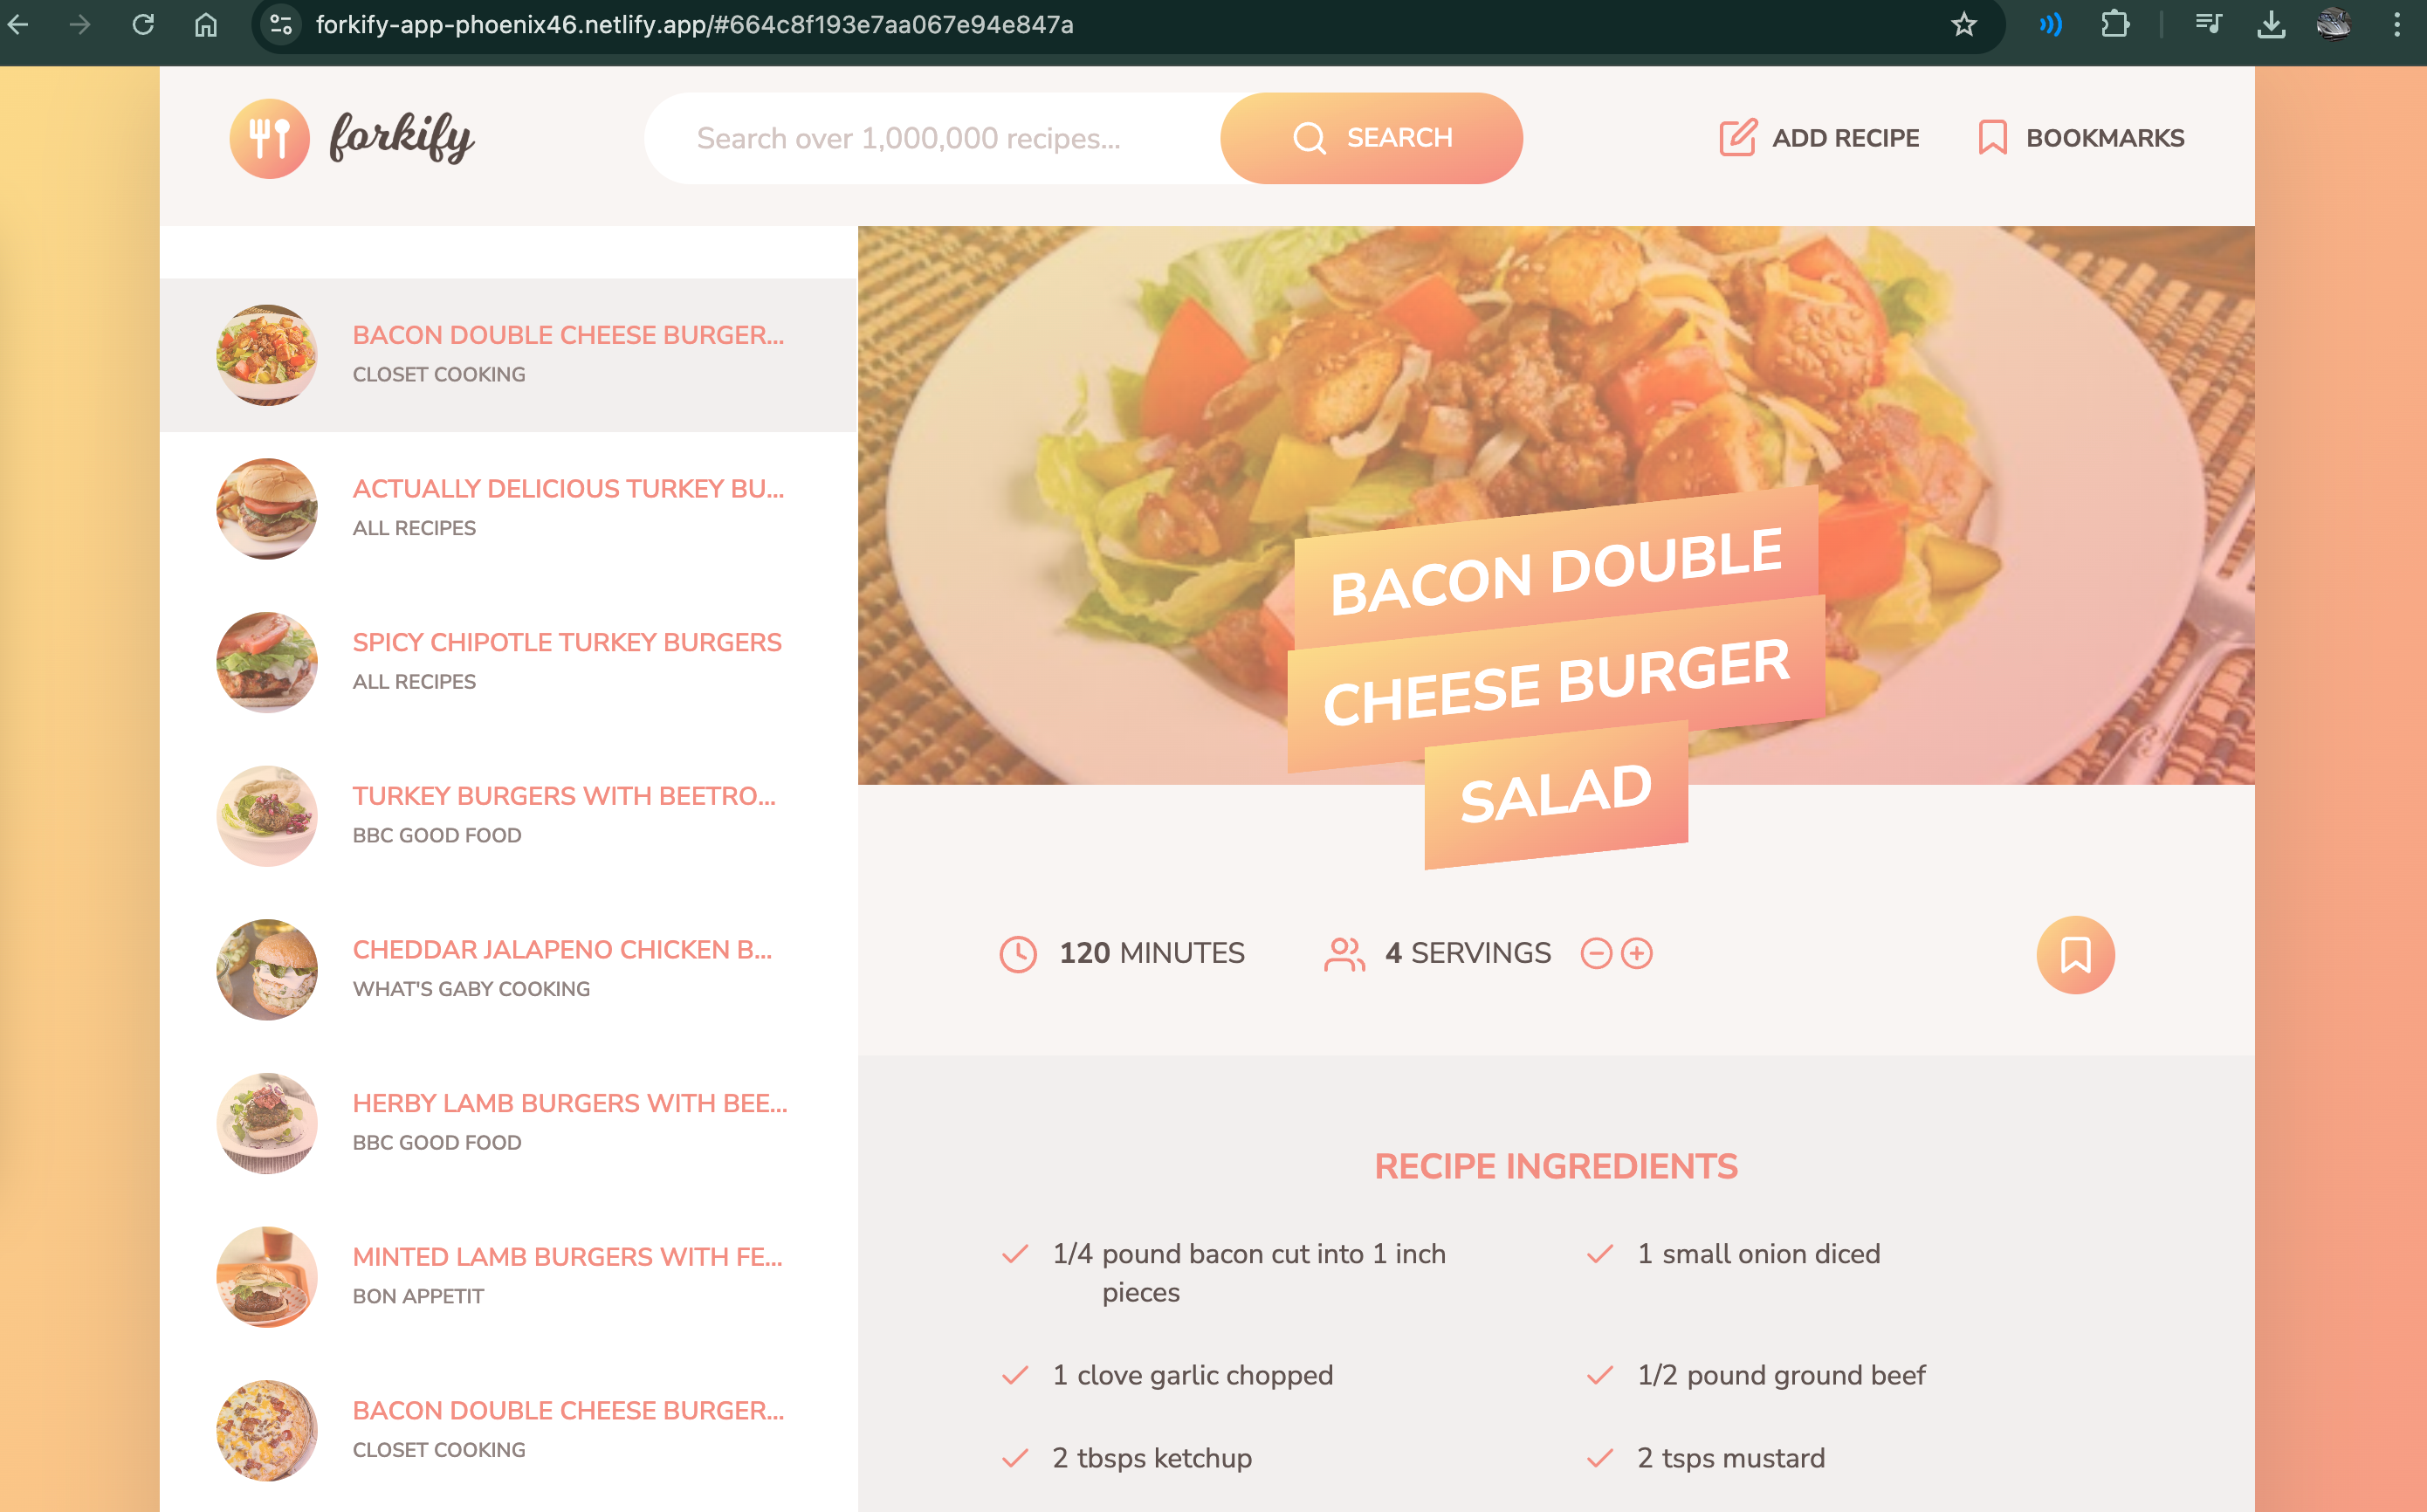 forkify-app-phoenix46.netlify.app/#664c8f193e7aa067e94e847a
forkify
Search over 1,000,000 recipes...
SEARCH
ADD RECIPE
BOOKMARKS
BACON DOUBLE CHEESE BURGER...
CLOSET COOKING
ACTUALLY DELICIOUS TURKEY BU...
ALL RECIPES
SPICY CHIPOTLE TURKEY BURGERS
ALL RECIPES
TURKEY BURGERS WITH BEETRO...
BBC GOOD FOOD
CHEDDAR JALAPENO CHICKEN B...
WHAT'S GABY COOKING
HERBY LAMB BURGERS WITH BEE...
BBC GOOD FOOD
MINTED LAMB BURGERS WITH FE...
BON APPETIT
BACON DOUBLE CHEESE BURGER...
CLOSET COOKING
BACON DOUBLE
CHEESE BURGER
SALAD
120 MINUTES
4 SERVINGS
RECIPE INGREDIENTS
1/4 pound bacon cut into 1 inch
pieces
1 small onion diced
1 clove garlic chopped
1/2 pound ground beef
2 tbsps ketchup
2 tsps mustard